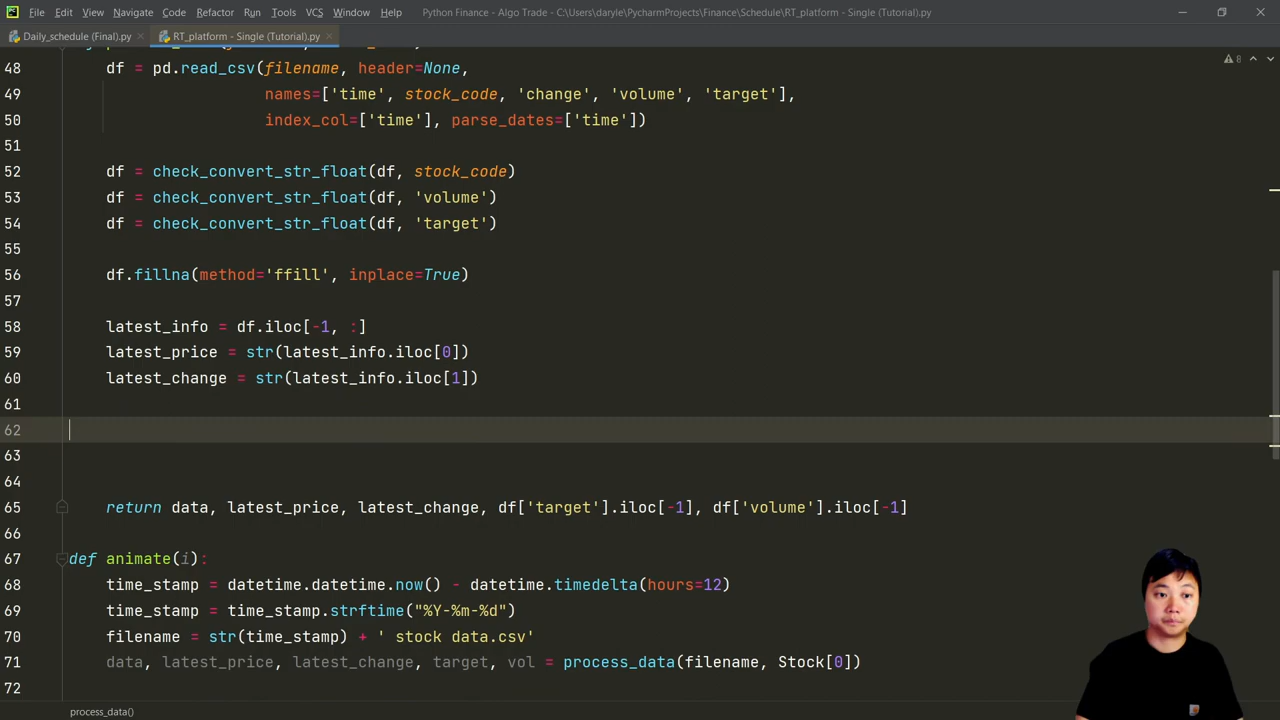 File Edit View Navigate Code Refactor Run Tools VCS Window Help Python Finance - Algo Trade - C:\Users\daryle\PycharmProjects\Finance\Schedule\RT_platform - Single (Tutorial).py
Daily_schedule (Final).py RT_platform - Single (Tutorial).py
8
48 df = pd.read_csv(filename, header=None,
49 names=['time', stock_code, 'change', 'volume', 'target'],
50 index_col=['time'], parse_dates=['time'])
51
52 df = check_convert_str_float(df, stock_code)
53 df = check_convert_str_float(df, 'volume')
54 df = check_convert_str_float(df, 'target')
55
56 df.fillna(method='ffill', inplace=True)
57
58 latest_info = df.iloc[-1, :]
59 latest_price = str(latest_info.iloc[0])
60 latest_change = str(latest_info.iloc[1])
61
62
63
64
65 return data, latest_price, latest_change, df['target'].iloc[-1], df['volume'].iloc[-1]
66
67 def animate(i):
68 time_stamp = datetime.datetime.now() - datetime.timedelta(hours=12)
69 time_stamp = time_stamp.strftime("%Y-%m-%d")
70 filename = str(time_stamp) + ' stock data.csv'
71 data, latest_price, latest_change, target, vol = process_data(filename, Stock[0])
72
process_data()